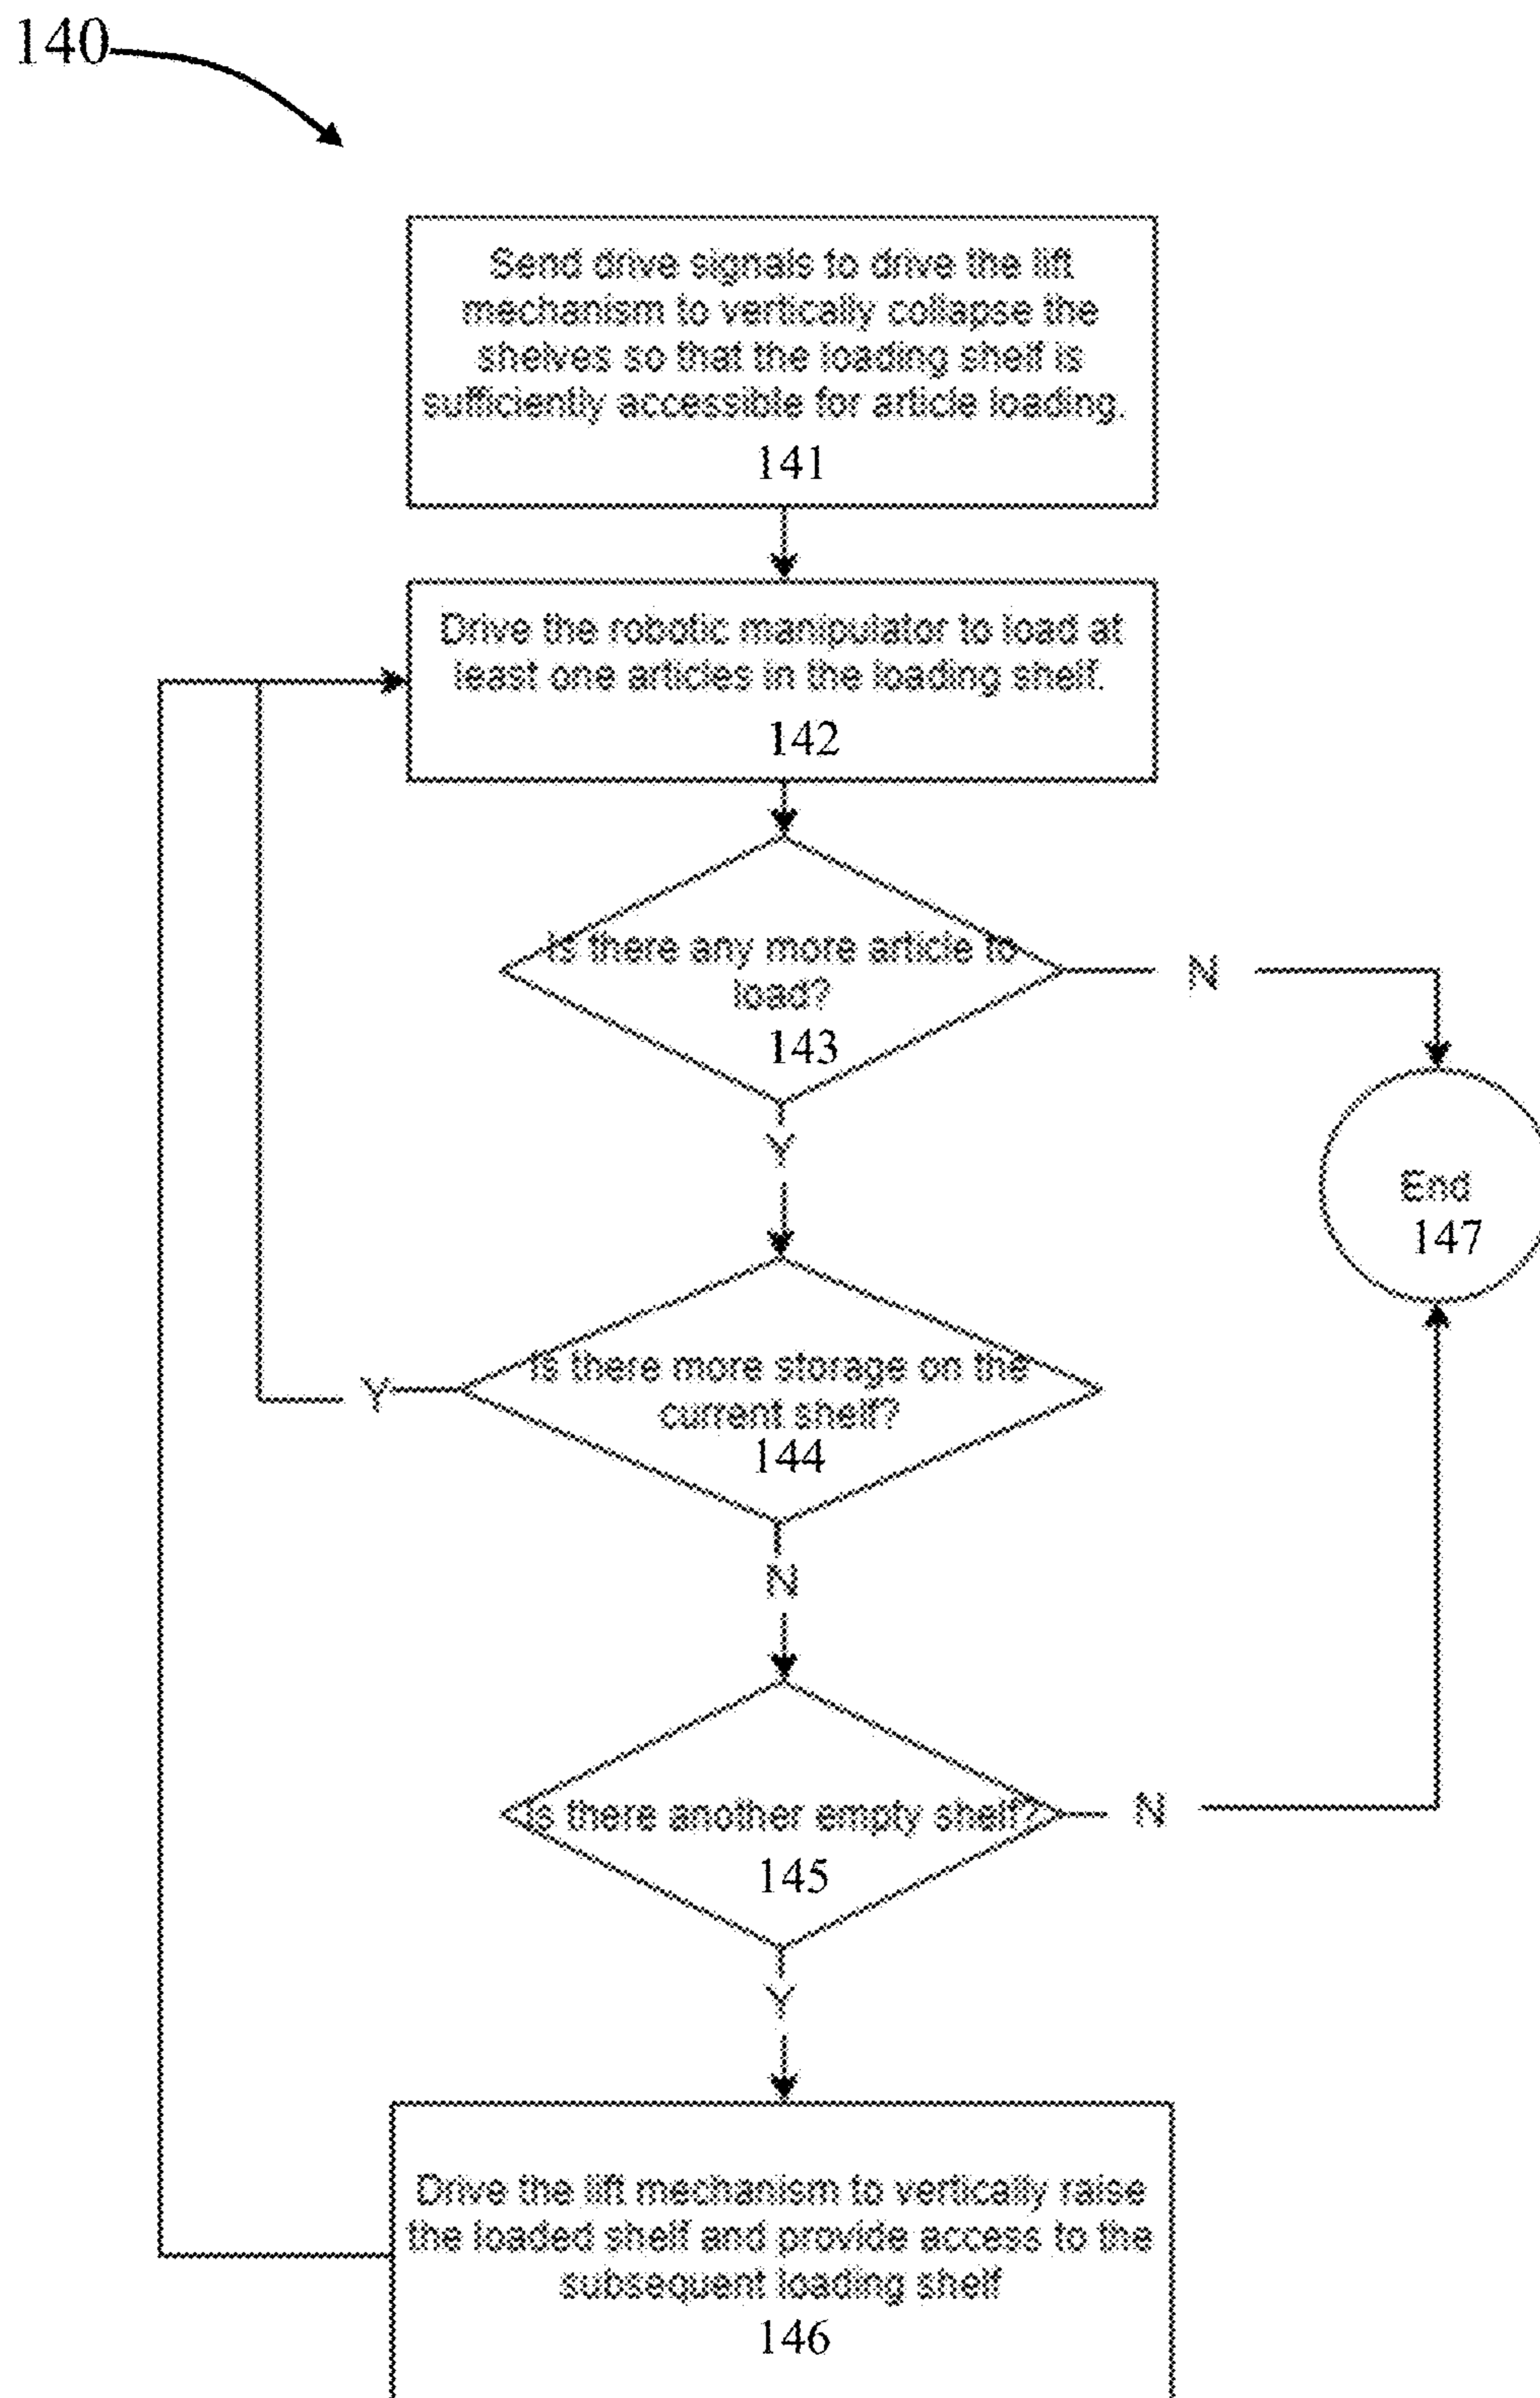 140
Send drive signals to drive the lift
mechanism to vertically collapse the
shelves so that the loading shelf is
sufficiently accessible for article loading.
141
Drive the robotic manipulator to load at
least one articles in the loading shelf.
142
Is there any more article to
load?
143
N
Y
End
147
Is there more storage on the
current shelf?
144
Y
N
Is there another empty shelf?
145
N
Y
Drive the lift mechanism to vertically raise
the loaded shelf and provide access to the
subsequent loading shelf
146